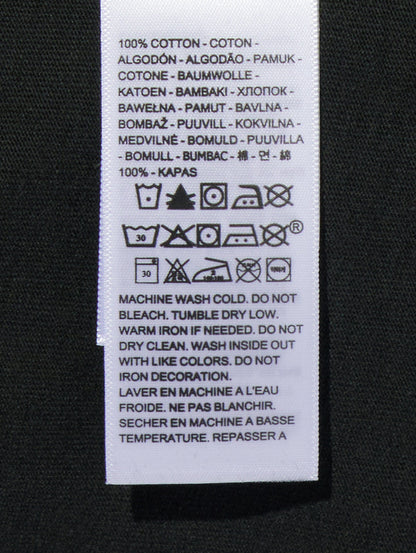 100% COTTON - COTON -
ALGODÓN - ALGODÃO - PAMUK -
COTONE - BAUMWOLLE -
KATOEN - BAMBAKI - ХЛОПОК -
BAWEŁNA - PAMUT - BAVLNA -
BOMBAŽ - PUUVILL - KOKVILNA -
MEDVILNĖ - BOMULD - PUUVILLA
- BOMULL - BUMBAC - 棉 - 면 - 綿
100% - KAPAS
®
30
30
MACHINE WASH COLD. DO NOT
BLEACH. TUMBLE DRY LOW.
WARM IRON IF NEEDED. DO NOT
DRY CLEAN. WASH INSIDE OUT
WITH LIKE COLORS. DO NOT
IRON DECORATION.
LAVER EN MACHINE A L'EAU
FROIDE. NE PAS BLANCHIR.
SECHER EN MACHINE A BASSE
TEMPERATURE. REPASSER A